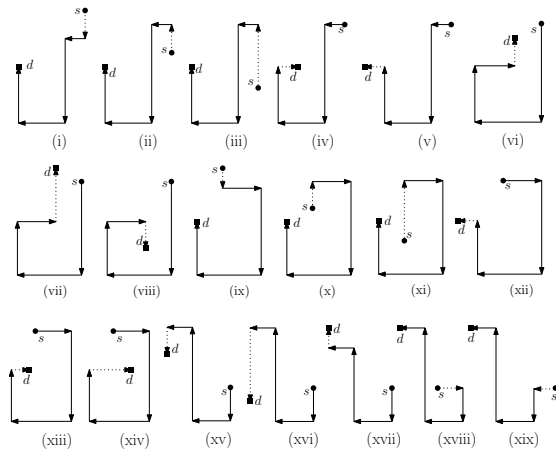 s s s s s
d d d d d d
s s
(i) (ii) (iii) (iv) (v) (vi)
d s s s s s
d d d s d s d
(vii) (viii) (ix) (x) (xi) (xii)
s s d d d
d d d s s s s s
d
(xiii) (xiv) (xv) (xvi) (xvii) (xviii) (xix)